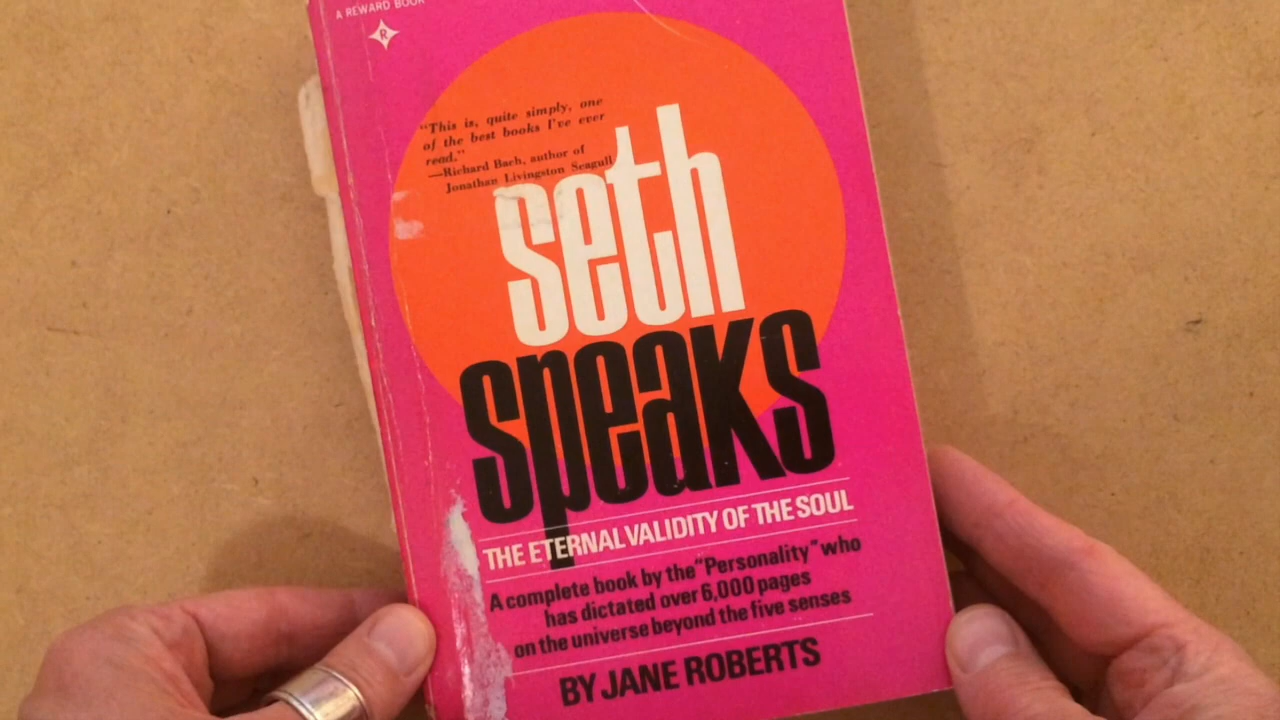 A REWARD BOOK
R
“This is, quite simply, one
of the best books I've ever
read.”
—Richard Bach, author of
Jonathan Livingston Seagull
seth
speaks
THE ETERNAL VALIDITY OF THE SOUL
A complete book by the “Personality” who
has dictated over 6,000 pages
on the universe beyond the five senses
BY JANE ROBERTS